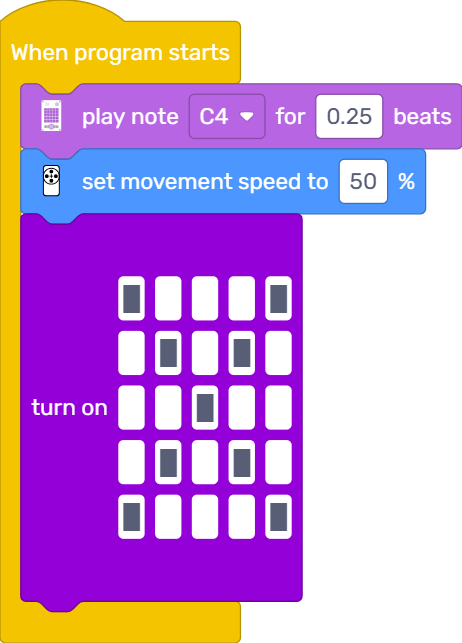 When program starts
play note C4 for 0.25 beats
set movement speed to 50 %
turn on